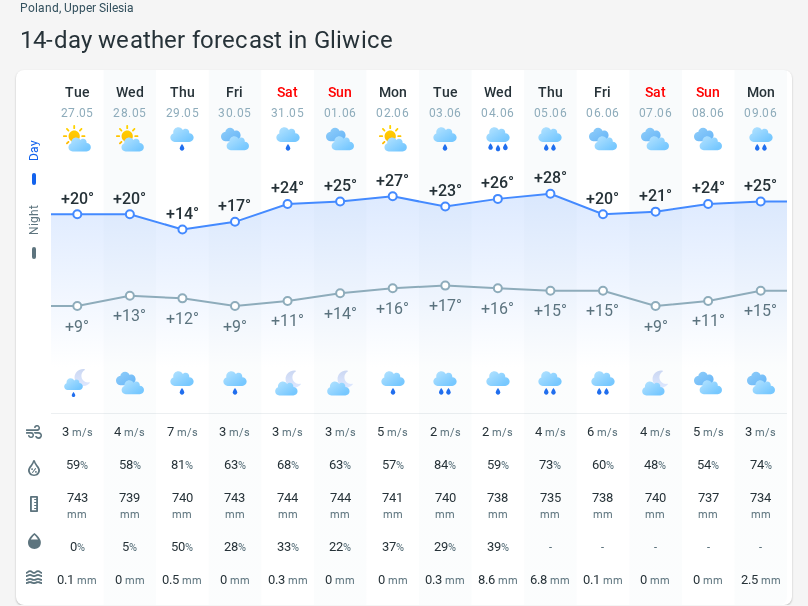 Poland, Upper Silesia
14-day weather forecast in Gliwice
Tue Wed Thu Fri Sat Sun Mon Tue Wed Thu Fri Sat Sun Mon
27.05 28.05 29.05 30.05 31.05 01.06 02.06 03.06 04.06 05.06 06.06 07.06 08.06 09.06
Day
+20° +20° +14° +17° +24° +25° +27° +23° +26° +28° +20° +21° +24° +25°
Night
+9° +13° +12° +9° +11° +14° +16° +17° +16° +15° +15° +9° +11° +15°
3 m/s 4 m/s 7 m/s 3 m/s 3 m/s 3 m/s 5 m/s 2 m/s 2 m/s 4 m/s 6 m/s 4 m/s 5 m/s 3 m/s
59% 58% 81% 63% 68% 63% 57% 84% 59% 73% 60% 48% 54% 74%
743 739 740 743 744 744 741 740 738 735 738 740 737 734
mm mm mm mm mm mm mm mm mm mm mm mm mm mm
0% 5% 50% 28% 33% 22% 37% 29% 39% - - - - -
0.1 mm 0 mm 0.5 mm 0 mm 0.3 mm 0 mm 0 mm 0.3 mm 8.6 mm 6.8 mm 0.1 mm 0 mm 0 mm 2.5 mm